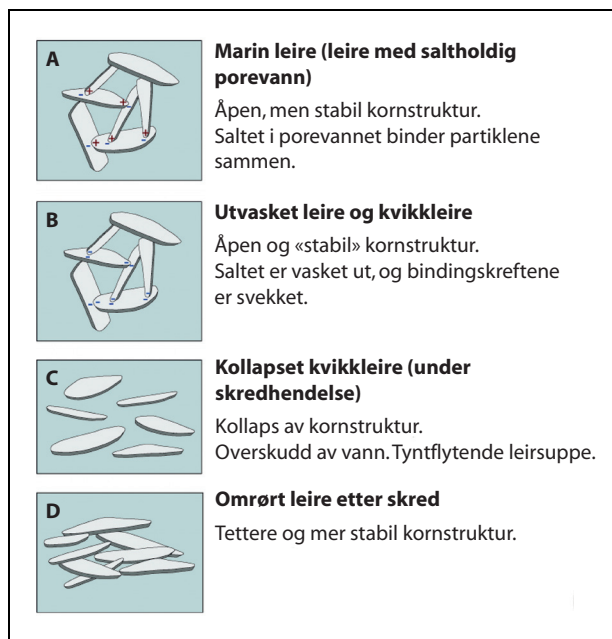 A
Marin leire (leire med saltholdig
porevann)
Åpen, men stabil kornstruktur.
Saltet i porevannet binder partiklene
sammen.
B
Utvasket leire og kvikkleire
Åpen og «stabil» kornstruktur.
Saltet er vasket ut, og bindingskreftene
er svekket.
C
Kollapset kvikkleire (under
skredhendelse)
Kollaps av kornstruktur.
Overskudd av vann. Tyntflytende leirsuppe.
D
Omrørt leire etter skred
Tettere og mer stabil kornstruktur.